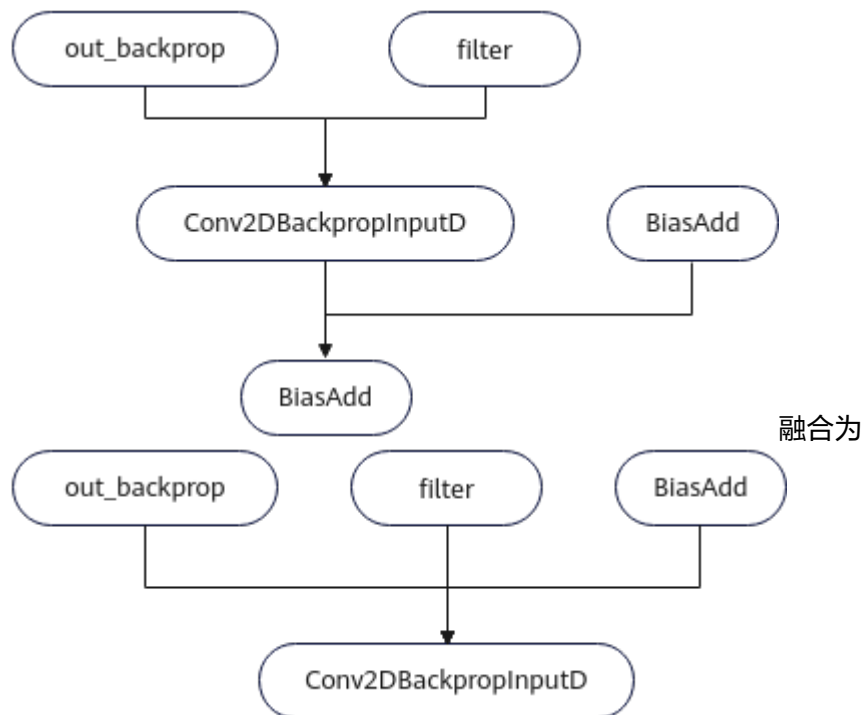 out_backprop filter
Conv2DBackpropInputD BiasAdd
BiasAdd
融合为
out_backprop filter BiasAdd
Conv2DBackpropInputD